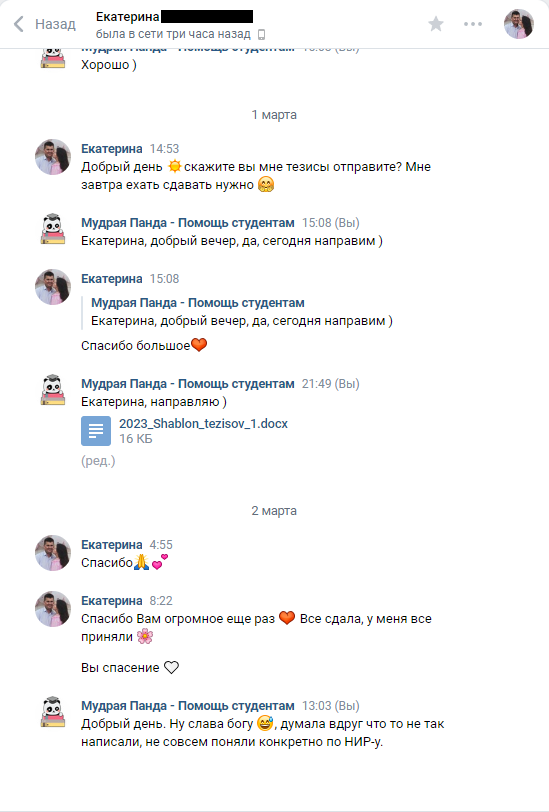 Назад
Екатерина
была в сети три часа назад
Мудрая Панда - Помощь студентам (Вы)
Хорошо )
1 марта
Екатерина 14:53
Добрый день скажите вы мне тезисы отправите? Мне
завтра ехать сдавать нужно
Мудрая Панда - Помощь студентам 15:08 (Вы)
Екатерина, добрый вечер, да, сегодня направим )
Екатерина 15:08
Мудрая Панда - Помощь студентам
Екатерина, добрый вечер, да, сегодня направим )
Спасибо большое
Мудрая Панда - Помощь студентам 21:49 (Вы)
Екатерина, направляю )
2023_Shablon_tezisov_1.docx
16 КБ
(ред.)
2 марта
Екатерина 4:55
Спасибо
Екатерина 8:22
Спасибо Вам огромное еще раз Все сдала, у меня все
приняли
Вы спасение
Мудрая Панда - Помощь студентам 13:03 (Вы)
Добрый день. Ну слава богу , думала вдруг что то не так
написали, не совсем поняли конкретно по НИР-у.